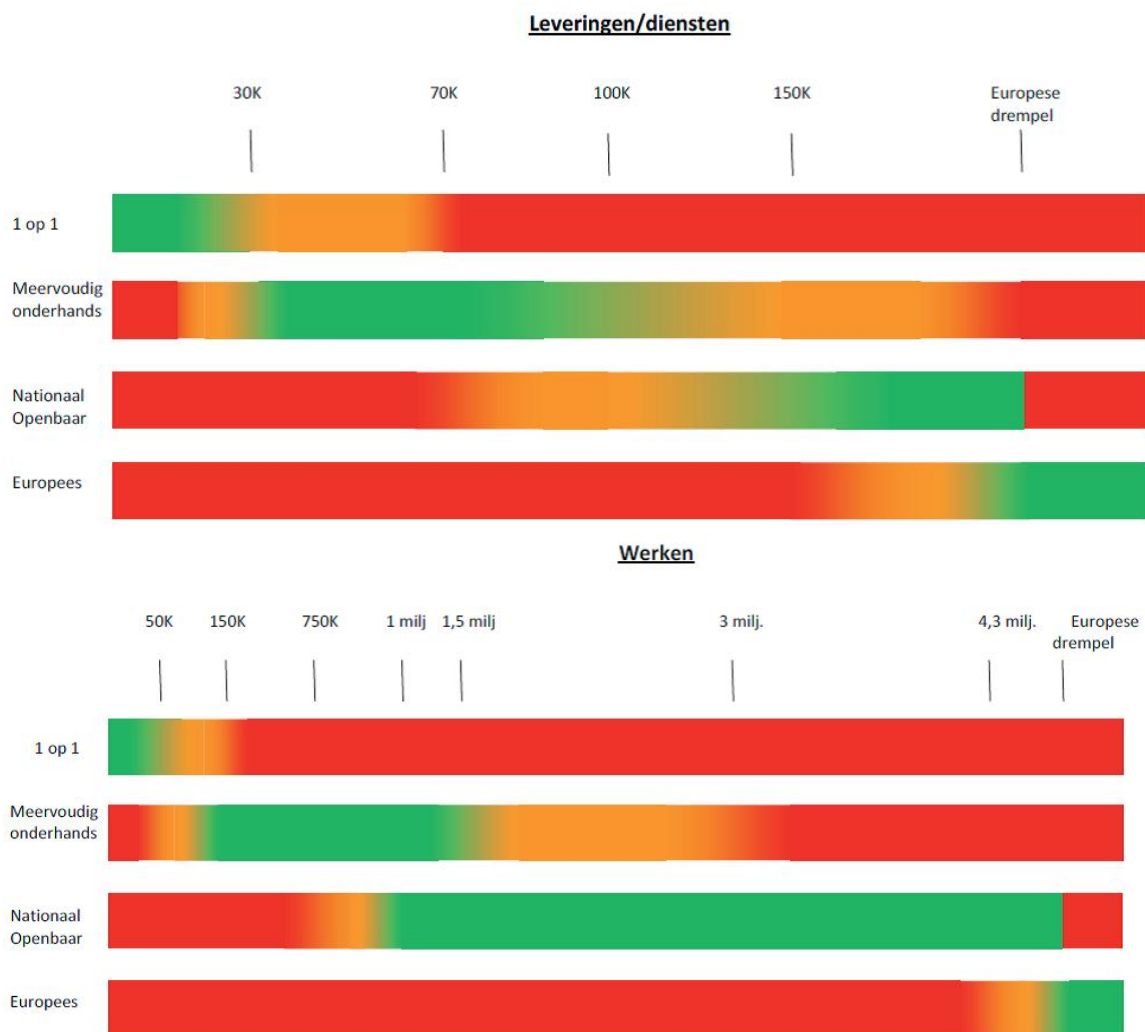 Leveringen/diensten
30K 70K 100K 150K Europese
drempel
1 op 1
Meervoudig
onderhands
Nationaal
Openbaar
Europees
Werken
50K 150K 750K 1 milj 1,5 milj 3 milj. 4,3 milj. Europese
drempel
1 op 1
Meervoudig
onderhands
Nationaal
Openbaar
Europees